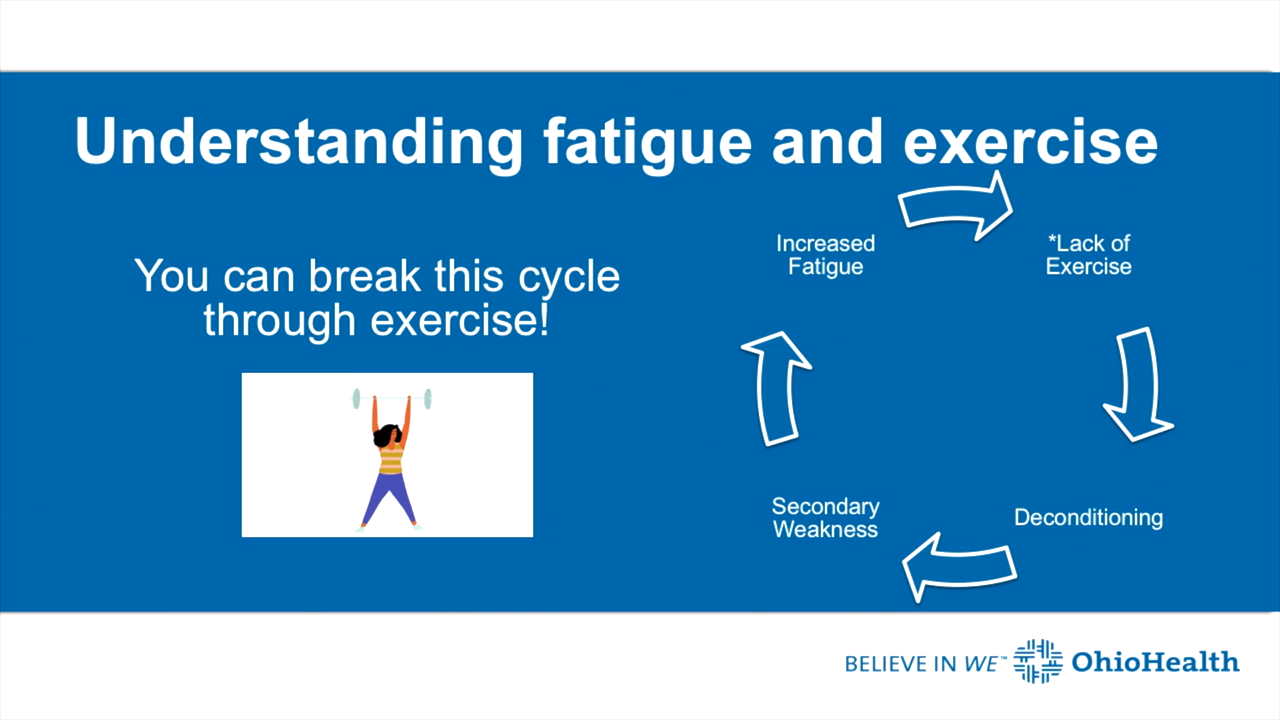 Understanding fatigue and exercise
You can break this cycle
through exercise!
Increased
Fatigue
*Lack of
Exercise
Deconditioning
Secondary
Weakness
BELIEVE IN WE™ OhioHealth